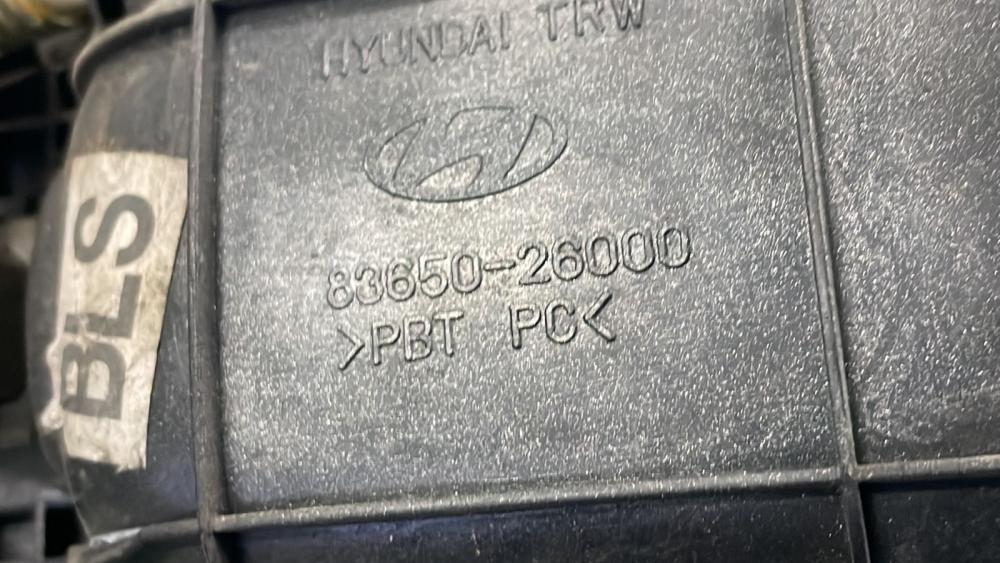 HYUNDAI TRW
83650-26000
>PBT PC<
BLS